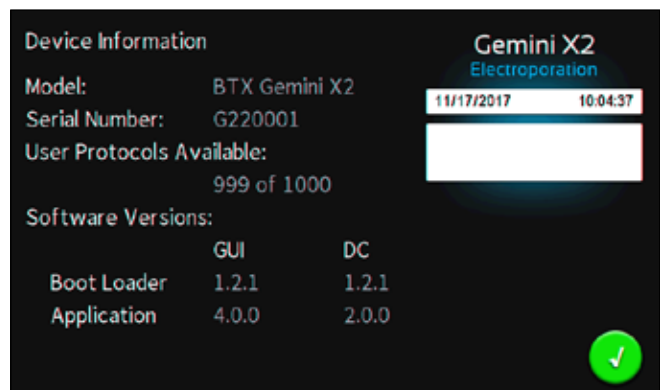 Device Information
Model: BTX Gemini X2
Serial Number: G220001
User Protocols Available:
999 of 1000
Software Versions:
GUI DC
Boot Loader 1.2.1 1.2.1
Application 4.0.0 2.0.0
Gemini X2
Electroporation
11/17/2017 10:04:37